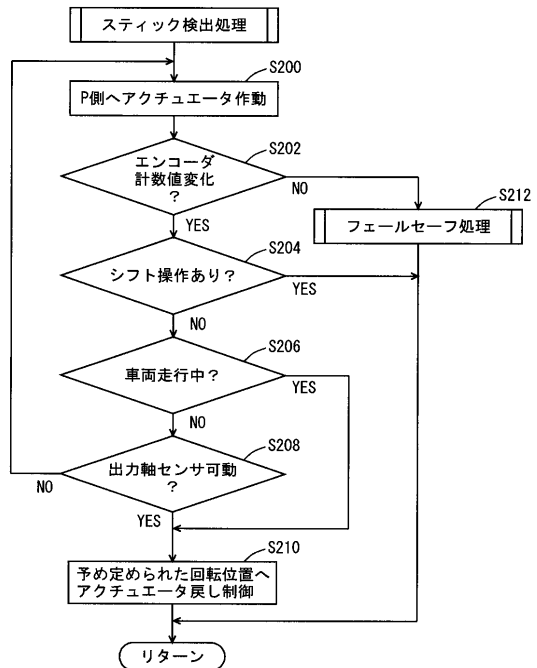 スティック検出処理
S200
P側へアクチュエータ作動
S202
エンコーダ
計数値変化
?
NO
YES
S212
フェールセーフ処理
S204
シフト操作あり?
YES
NO
S206
車両走行中?
YES
NO
S208
出力軸センサ可動
?
NO
YES
S210
予め定められた回転位置へ
アクチュエータ戻し制御
リターン